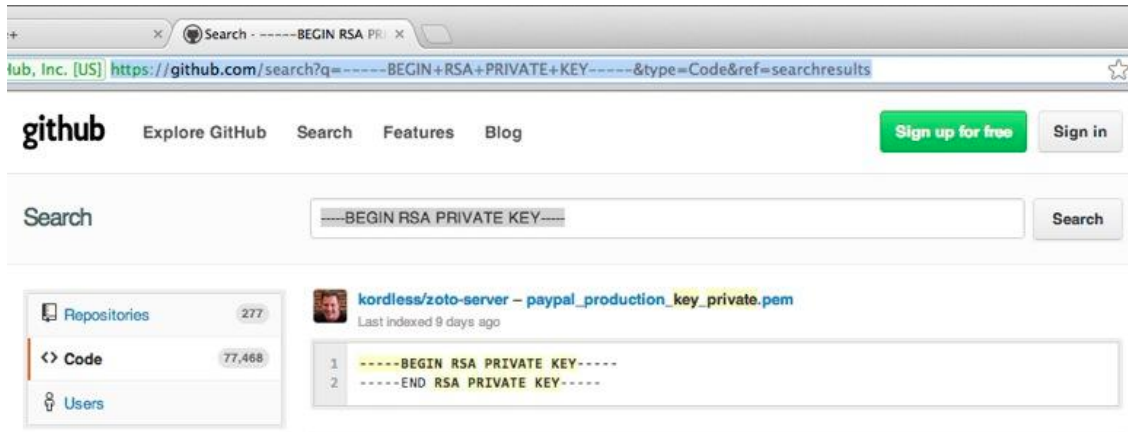 Search - -----BEGIN RSA PR
Hub, Inc. [US] https://github.com/search?q=-----BEGIN+RSA+PRIVATE+KEY-----&type=Code&ref=searchresults
github Explore GitHub Search Features Blog Sign up for free Sign in
Search -----BEGIN RSA PRIVATE KEY----- Search
Repositories 277
Code 77,468
Users
kordless/zoto-server – paypal_production_key_private.pem
Last indexed 9 days ago
1 -----BEGIN RSA PRIVATE KEY-----
2 -----END RSA PRIVATE KEY-----